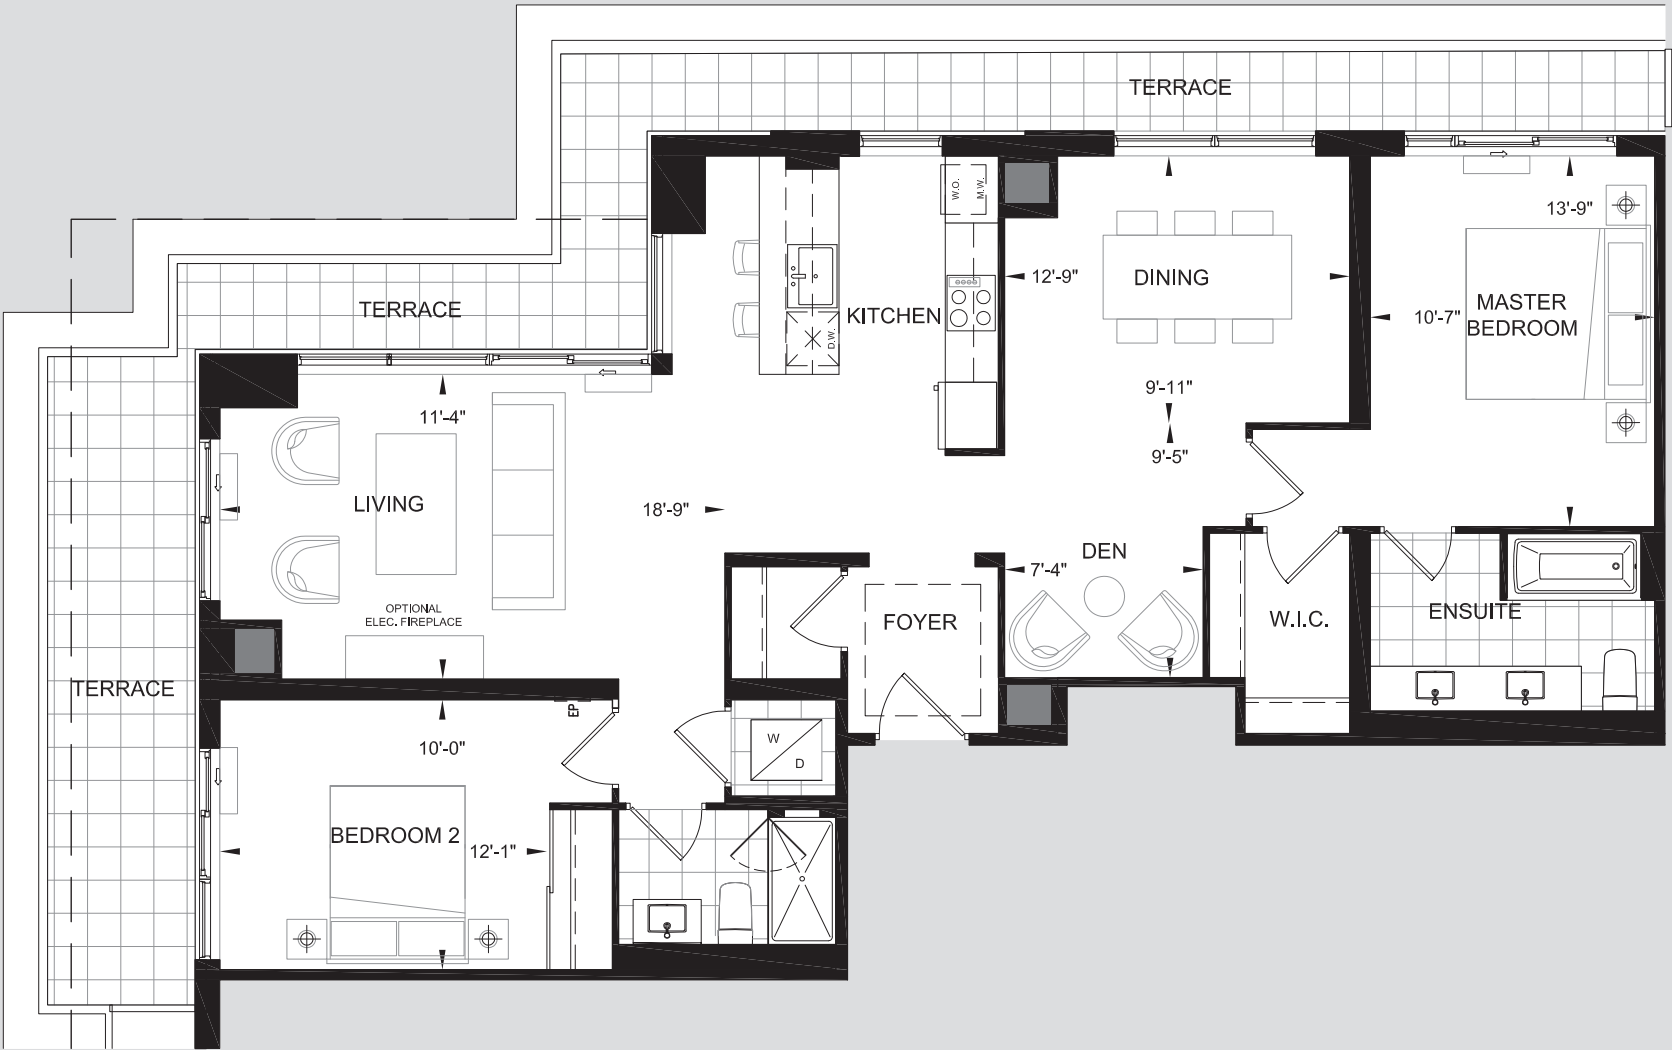 TERRACE
W.O.
M.W.
13'-9"
12'-9"
DINING
TERRACE
KITCHEN
D.W.
10'-7"
MASTER
BEDROOM
9'-11"
11'-4"
9'-5"
LIVING
18'-9"
DEN
7'-4"
OPTIONAL
ELEC. FIREPLACE
FOYER
W.I.C.
ENSUITE
TERRACE
EP
W
D
10'-0"
BEDROOM 2
12'-1"